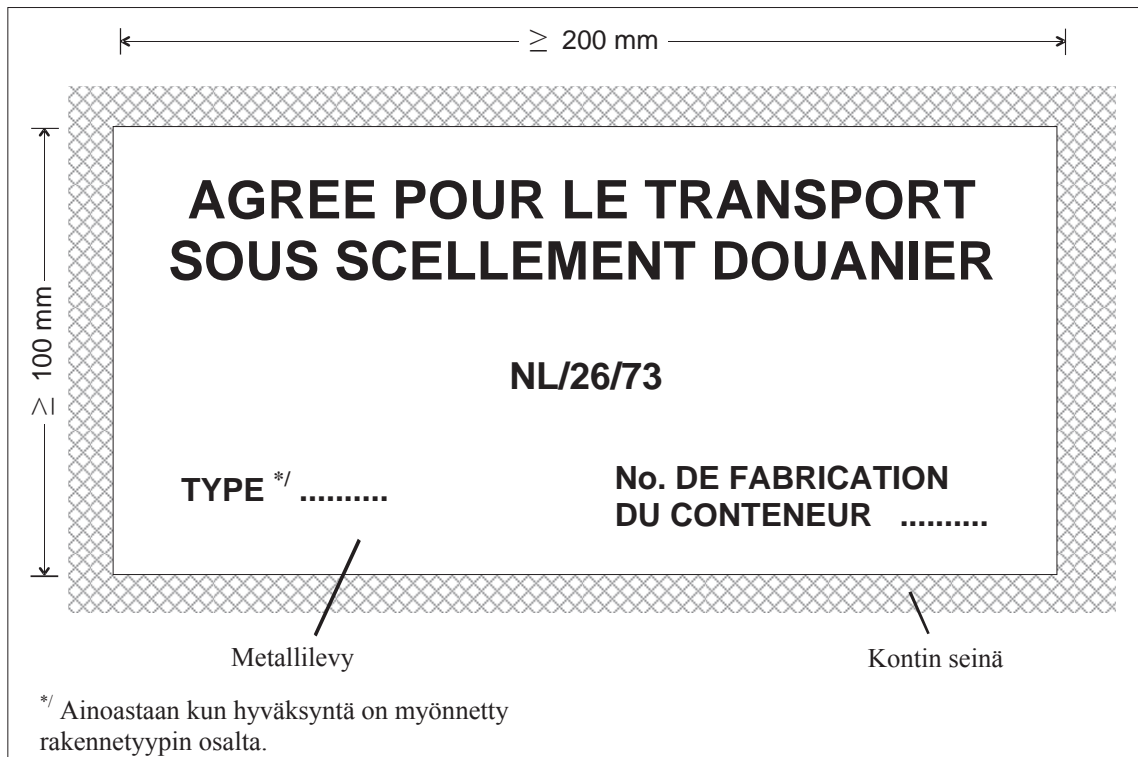 ≥ 200 mm
≥ 100 mm
AGREE POUR LE TRANSPORT
SOUS SCELLEMENT DOUANIER
NL/26/73
TYPE */ ..........
No. DE FABRICATION
DU CONTENEUR ..........
Metallilevy
Kontin seinä
*/ Ainoastaan kun hyväksyntä on myönnetty
rakennetyypin osalta.